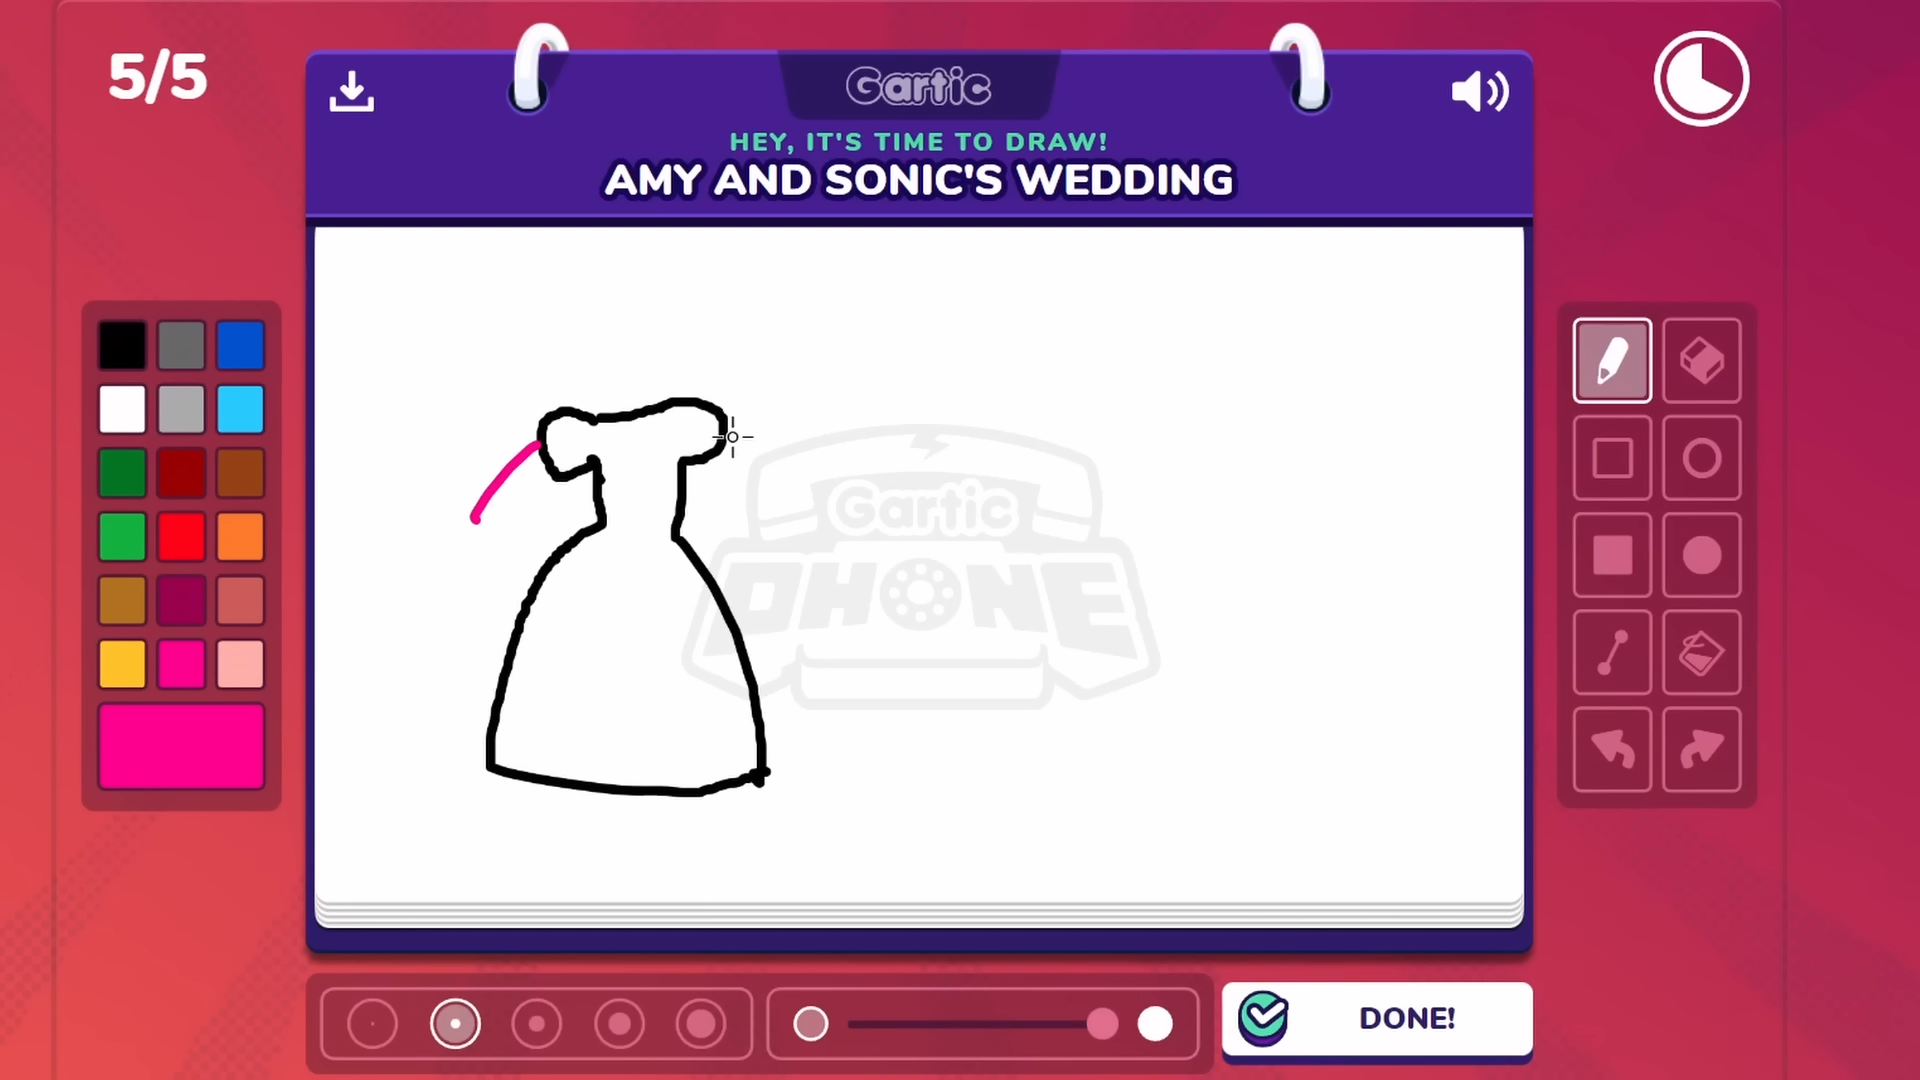 5/5
Gartic
HEY, IT'S TIME TO DRAW!
AMY AND SONIC'S WEDDING
Gartic
PHONE
DONE!